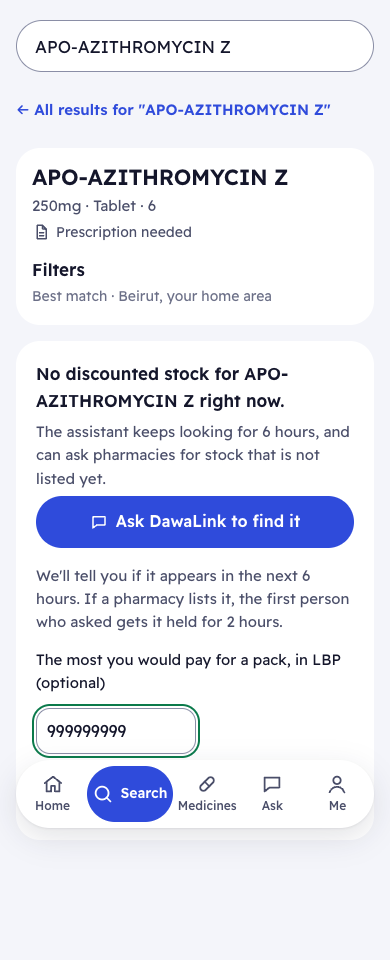 APO-AZITHROMYCIN Z
← All results for "APO-AZITHROMYCIN Z"
APO-AZITHROMYCIN Z
250mg · Tablet · 6
Prescription needed
Filters
Best match · Beirut, your home area
No discounted stock for APO-
AZITHROMYCIN Z right now.
The assistant keeps looking for 6 hours, and
can ask pharmacies for stock that is not
listed yet.
Ask DawaLink to find it
We'll tell you if it appears in the next 6
hours. If a pharmacy lists it, the first person
who asked gets it held for 2 hours.
The most you would pay for a pack, in LBP
(optional)
999999999
Home
Search
Medicines
Ask
Me